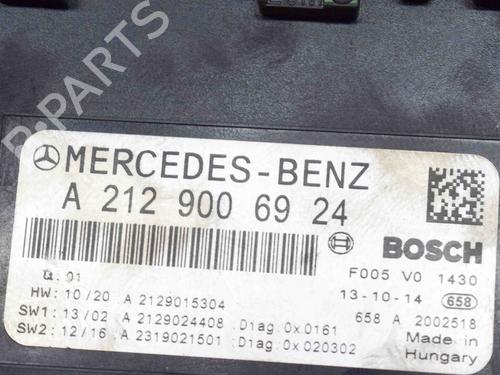 B-PARTS
MERCEDES-BENZ
A 212 900 69 24
BOSCH
Q: 01
F005 V0 1430
HW: 10/20 A 2129015304
13-10-14 658
SW1: 13/02 A 2129024408 Diag 0x0161
658 A 2002518
SW2: 12/16 A 2319021501 Diag 0x020302
Made in
Hungary